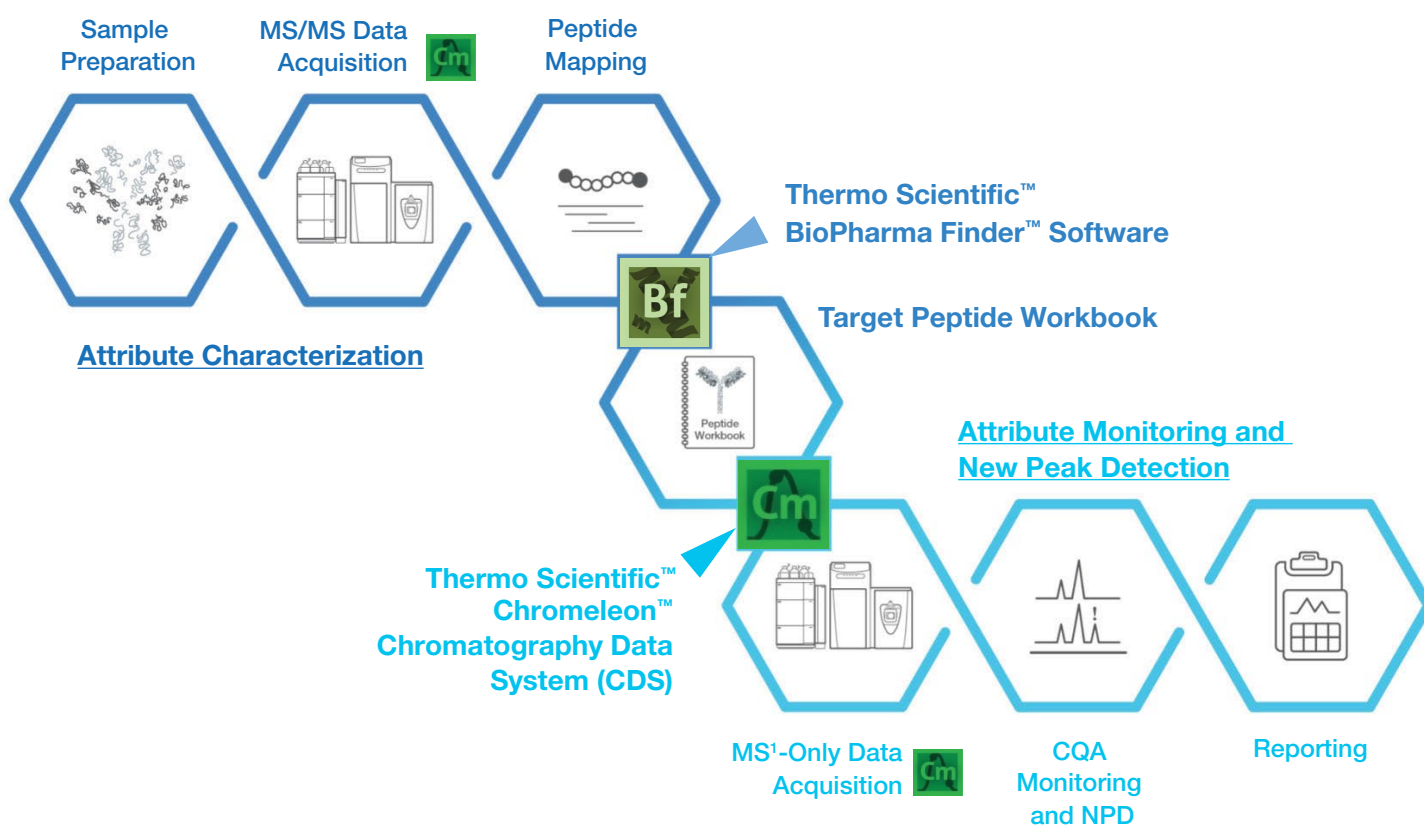 Sample
Preparation
MS/MS Data
Acquisition
Cm
Peptide
Mapping
Thermo Scientific™
BioPharma Finder™ Software
Bf
Target Peptide Workbook
Attribute Characterization
Peptide
Workbook
Attribute Monitoring and
New Peak Detection
Cm
Thermo Scientific™
Chromeleon™
Chromatography Data
System (CDS)
!
MS¹-Only Data
Acquisition
Cm
CQA
Monitoring
and NPD
Reporting